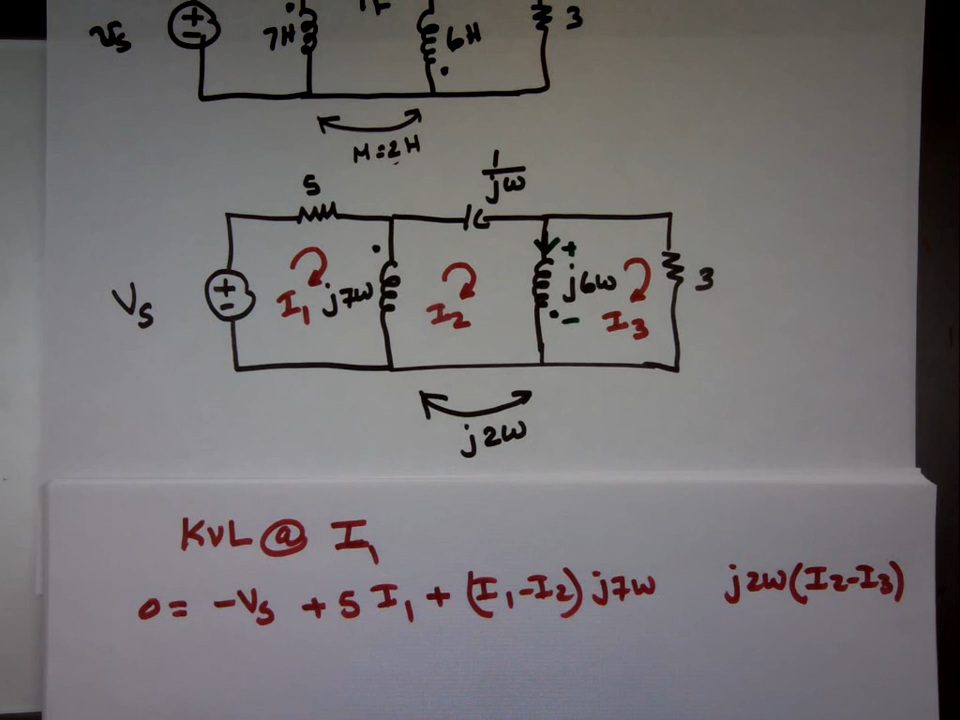 Vs + - 7H 6H 3
M=2H
5 1/jω
Vs + - I1 j7ω I2 + j6ω - I3 3
j2ω
KVL @ I1
0 = -Vs + 5 I1 + (I1-I2) j7ω j2ω(I2-I3)